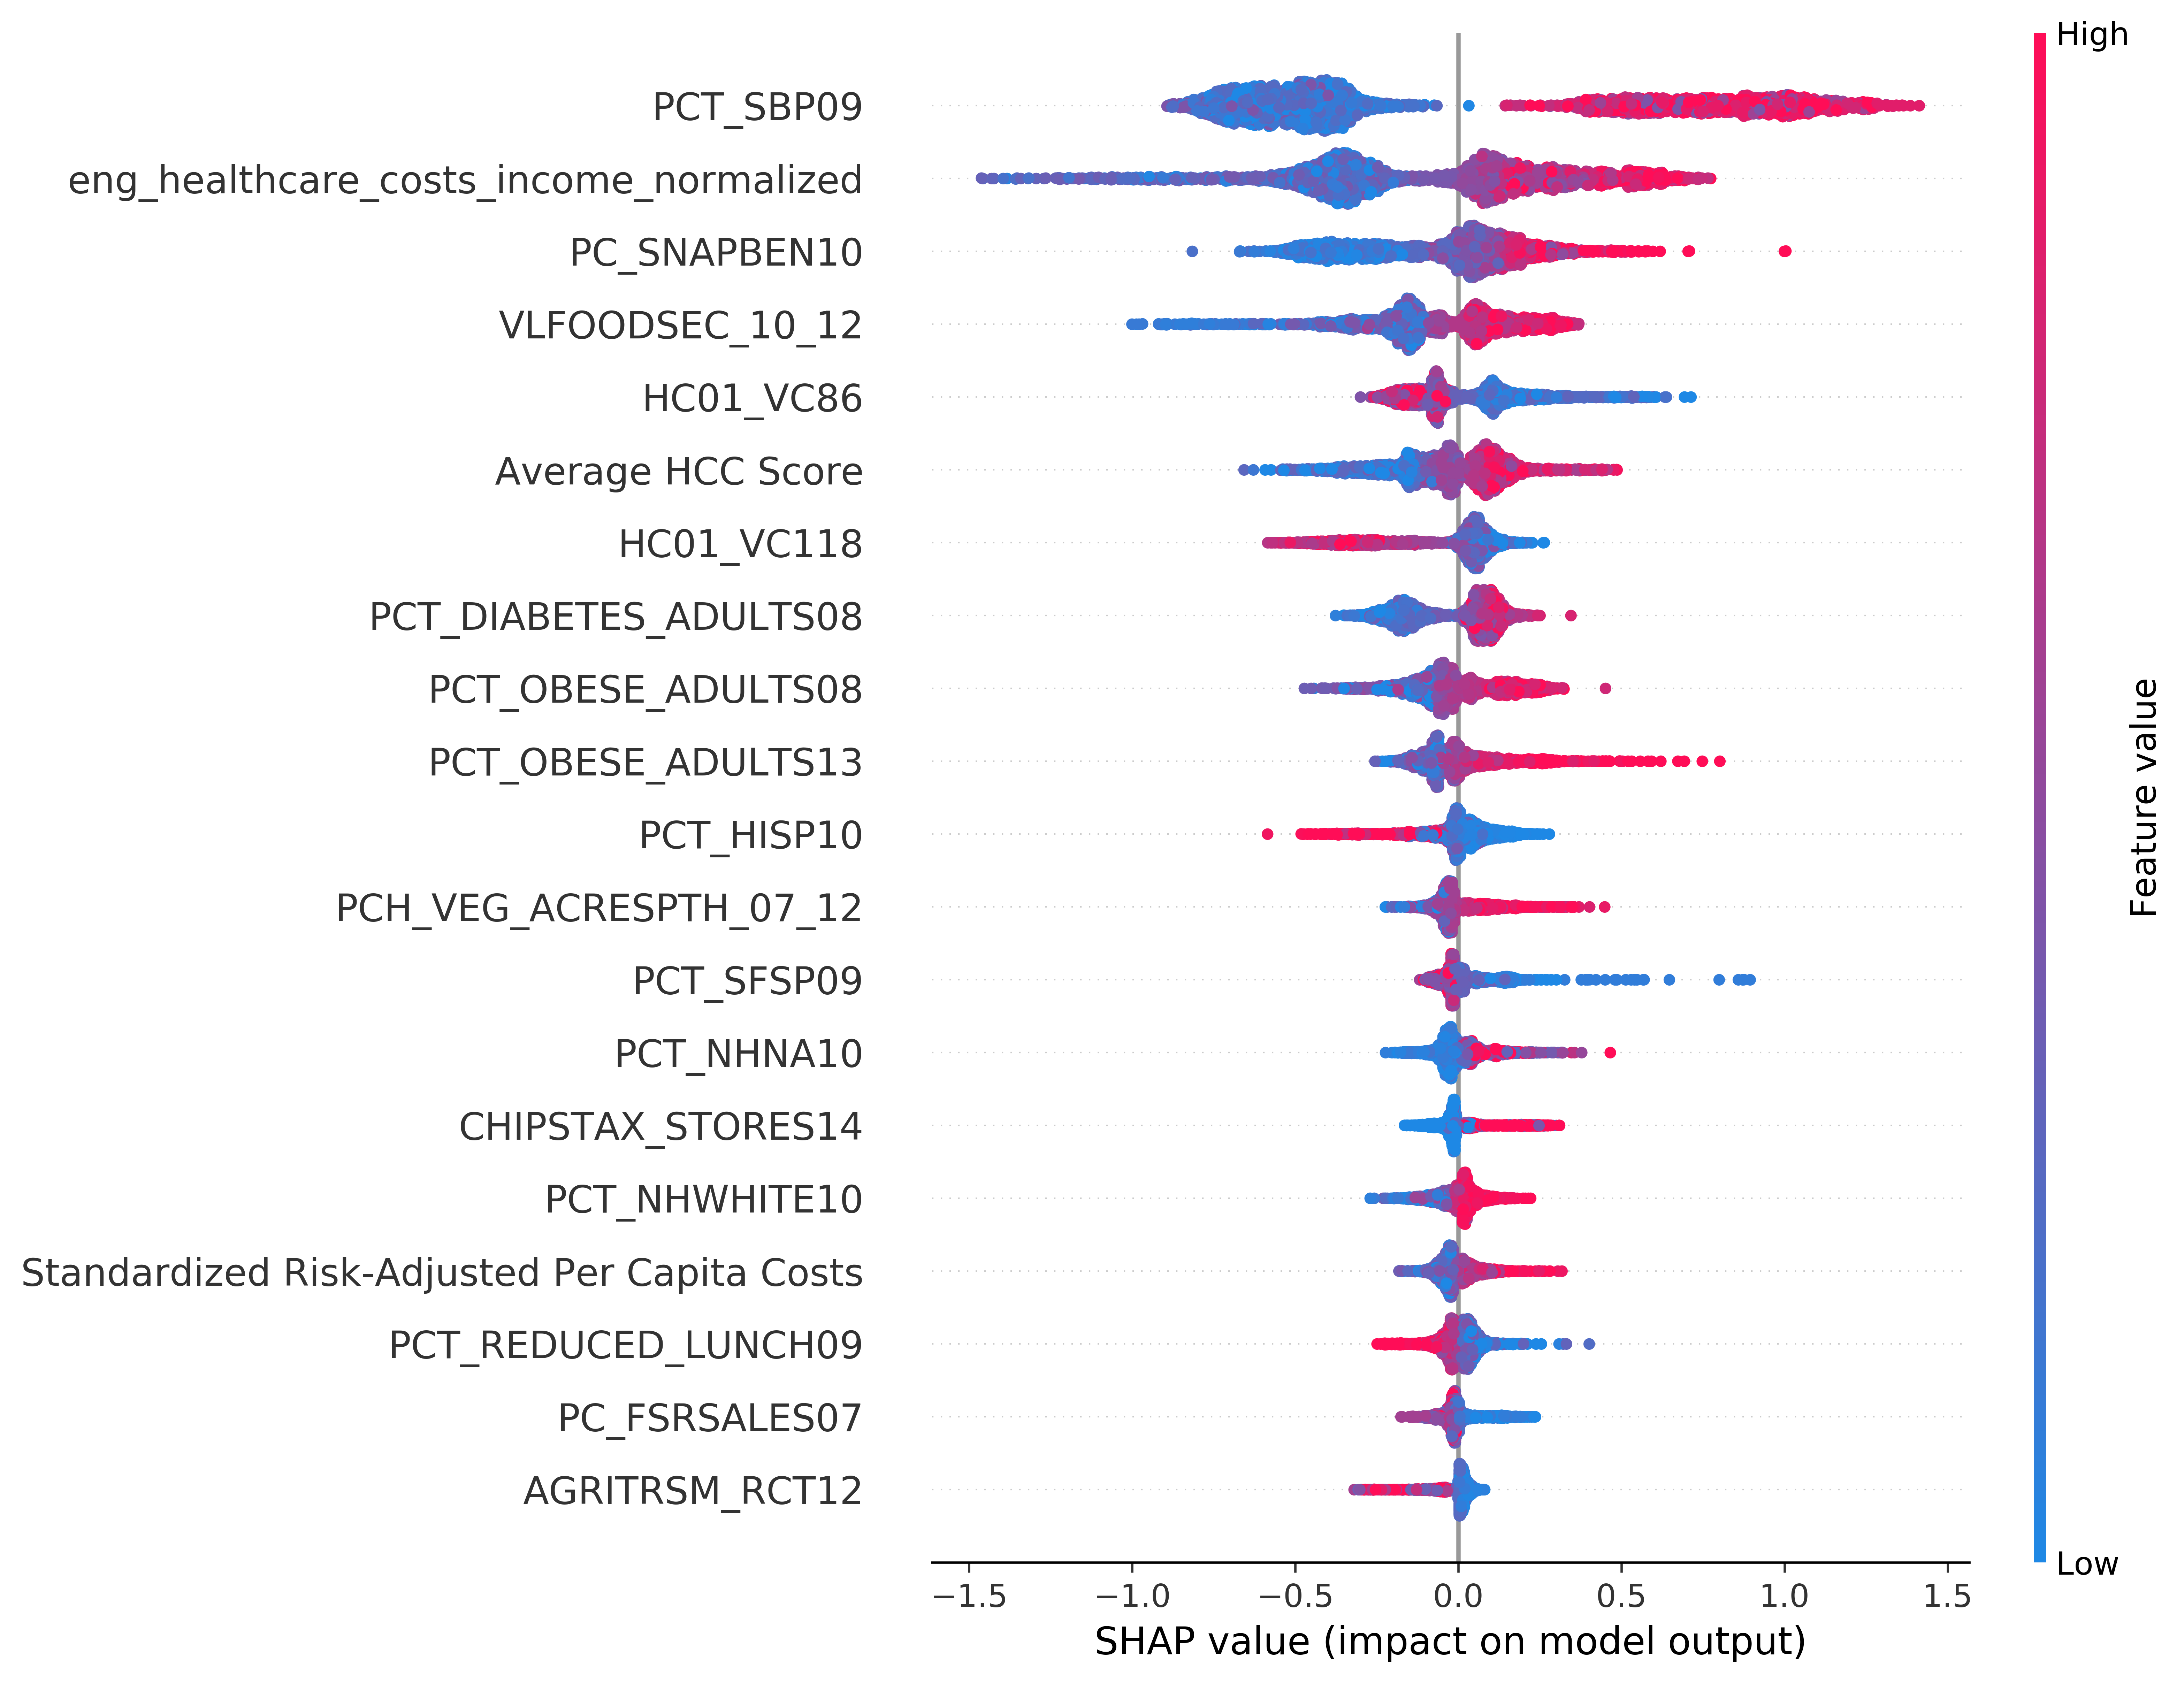 High
PCT_SBP09
eng_healthcare_costs_income_normalized
PC_SNAPBEN10
VLFOODSEC_10_12
HC01_VC86
Average HCC Score
HC01_VC118
PCT_DIABETES_ADULTS08
PCT_OBESE_ADULTS08
PCT_OBESE_ADULTS13
PCT_HISP10
PCH_VEG_ACRESPTH_07_12
PCT_SFSP09
PCT_NHNA10
CHIPSTAX_STORES14
PCT_NHWHITE10
Standardized Risk-Adjusted Per Capita Costs
PCT_REDUCED_LUNCH09
PC_FSRSALES07
AGRITRSM_RCT12
Feature value
Low
−1.5 −1.0 −0.5 0.0 0.5 1.0 1.5
SHAP value (impact on model output)